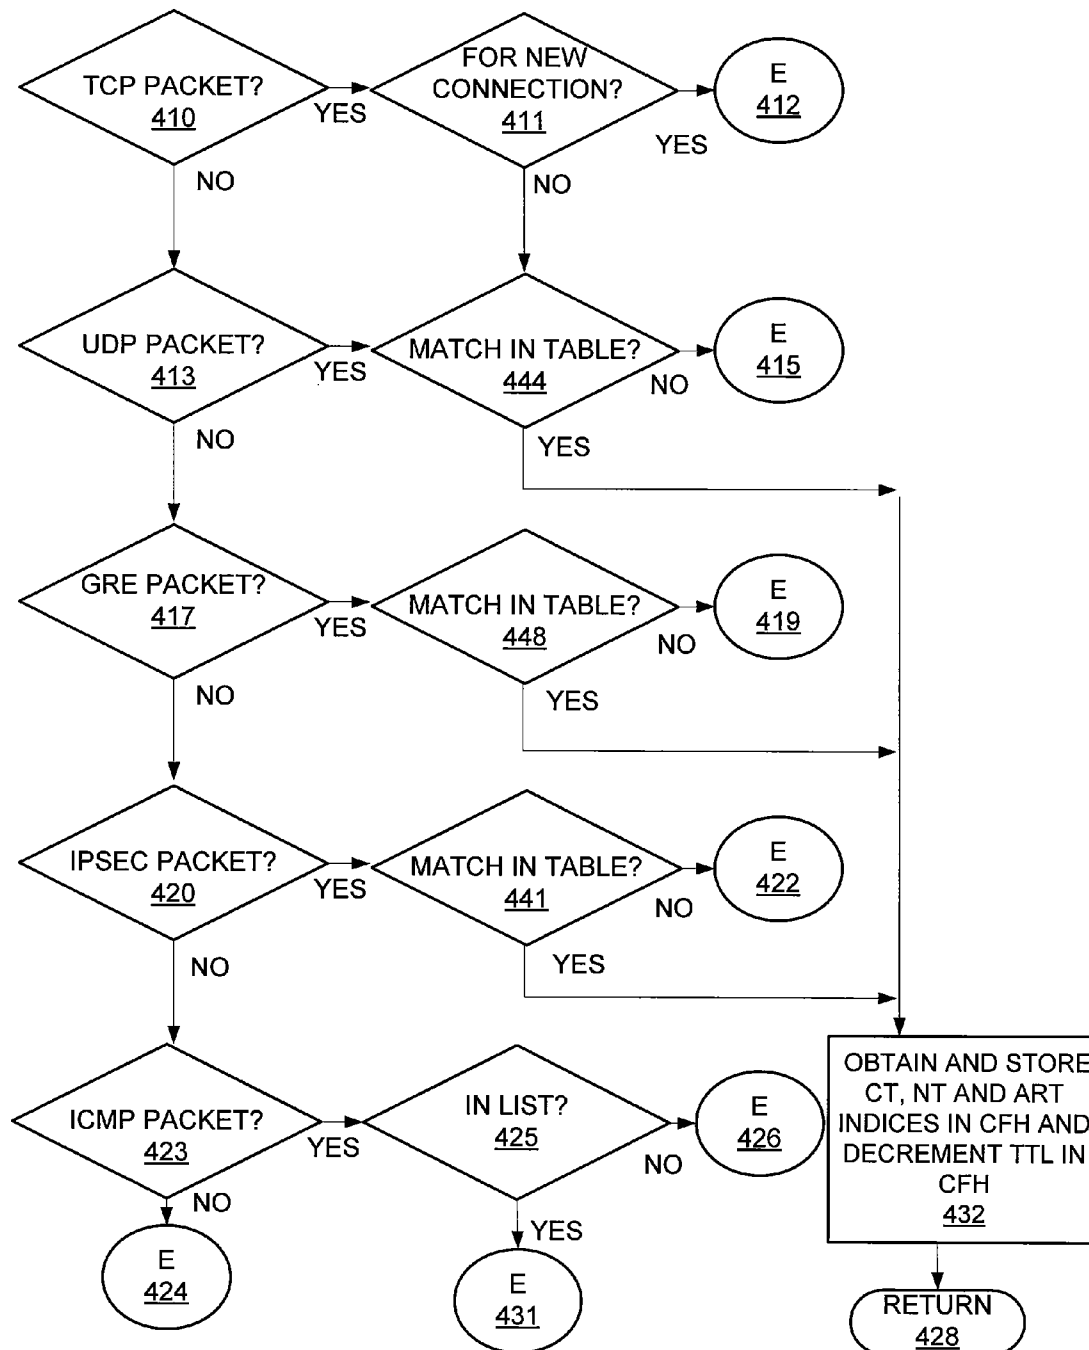 TCP PACKET?
410
YES
NO
FOR NEW
CONNECTION?
411
YES
NO
E
412
UDP PACKET?
413
YES
NO
MATCH IN TABLE?
444
NO
YES
E
415
GRE PACKET?
417
YES
NO
MATCH IN TABLE?
448
NO
YES
E
419
IPSEC PACKET?
420
YES
NO
MATCH IN TABLE?
441
NO
YES
E
422
ICMP PACKET?
423
YES
NO
E
424
IN LIST?
425
NO
YES
E
426
E
431
OBTAIN AND STORE
CT, NT AND ART
INDICES IN CFH AND
DECREMENT TTL IN
CFH
432
RETURN
428